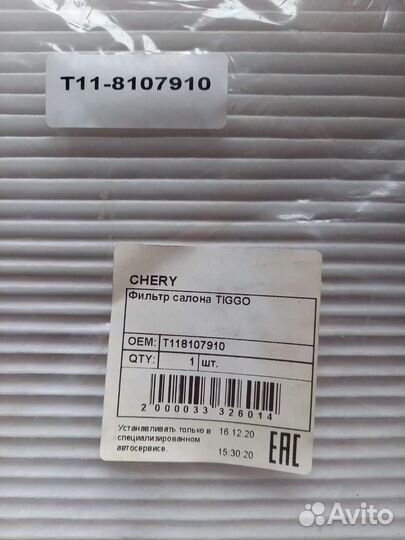 T11-8107910
CHERY
Фильтр салона TIGGO
OEM: T118107910
QTY: 1 шт.
2 000033 326014
Устанавливать только в 16.12.20
специализированном
автосервисе. 15:30:20
EAC
Avito